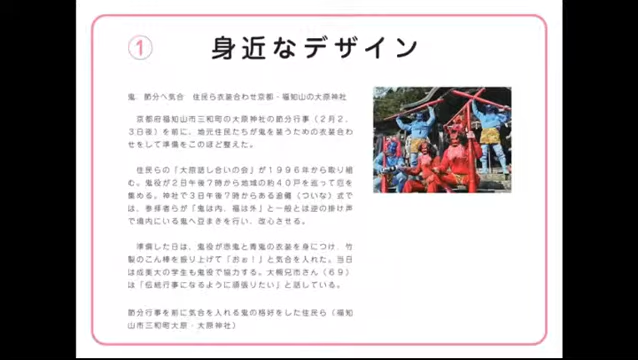 ①
身近なデザイン
鬼、節分へ気合 住民ら衣装合わせ京都・福知山の大原神社
京都府福知山市三和町の大原神社の節分行事(2月2、
3日夜)を前に、地元住民たちが鬼を装うための衣装合わ
せをして準備をこのほど整えた。
住民らの「大原話し合いの会」が1996年から取り組
む。鬼役が2日午後7時から地域の約40戸を巡って厄を
集める。神社で3日午後7時からある追儺(ついな)式で
は、参拝者らが「鬼は内、福は外」と一般とは逆の掛け声
で境内にいる鬼へ豆まきを行い、改心させる。
準備した日は、鬼役が赤鬼と青鬼の衣装を身につけ、竹
製のこん棒を振り上げて「おぉ!」と気合を入れた。当日
は成美大の学生も鬼役で協力する。大槻兄市さん(69)
は「伝統行事になるように頑張りたい」と話している。
節分行事を前に気合を入れる鬼の格好をした住民ら(福知
山市三和町大原・大原神社)